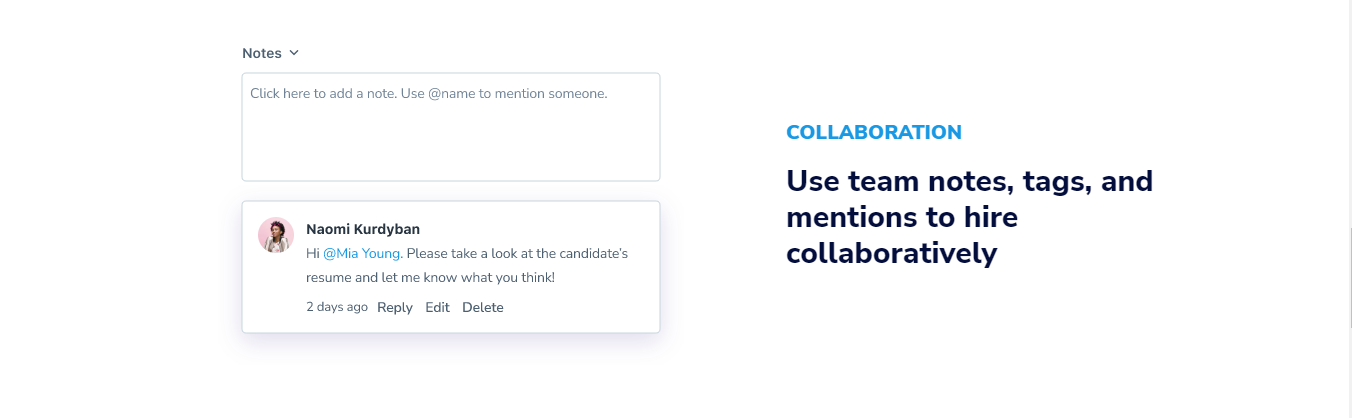 Notes
Click here to add a note. Use @name to mention someone.
Naomi Kurdyban
Hi @Mia Young. Please take a look at the candidate's
resume and let me know what you think!
2 days ago Reply Edit Delete
COLLABORATION
Use team notes, tags, and
mentions to hire
collaboratively